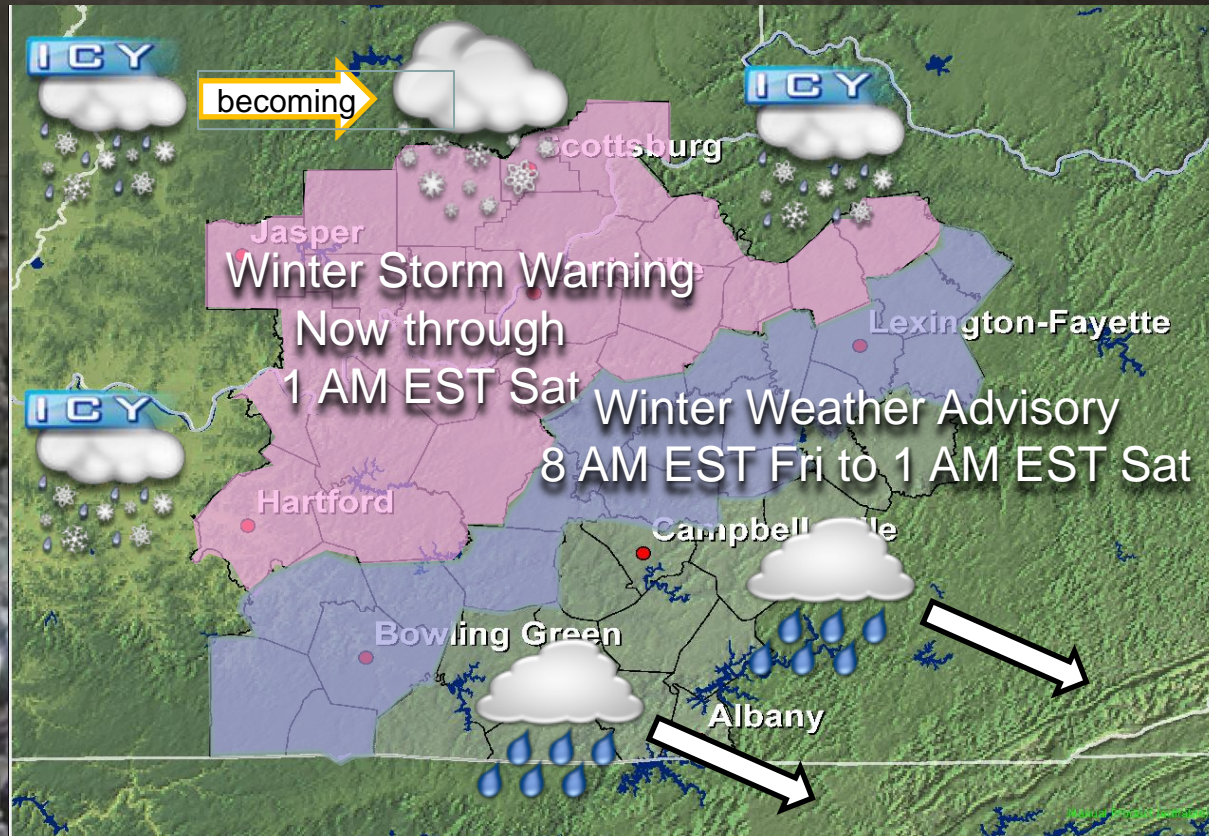 ICY
becoming
ICY
Scottsburg
Jasper
Winter Storm Warning
Now through
1 AM EST Sat
Lexington-Fayette
ICY
Winter Weather Advisory
8 AM EST Fri to 1 AM EST Sat
Hartford
Bowling Green
Albany